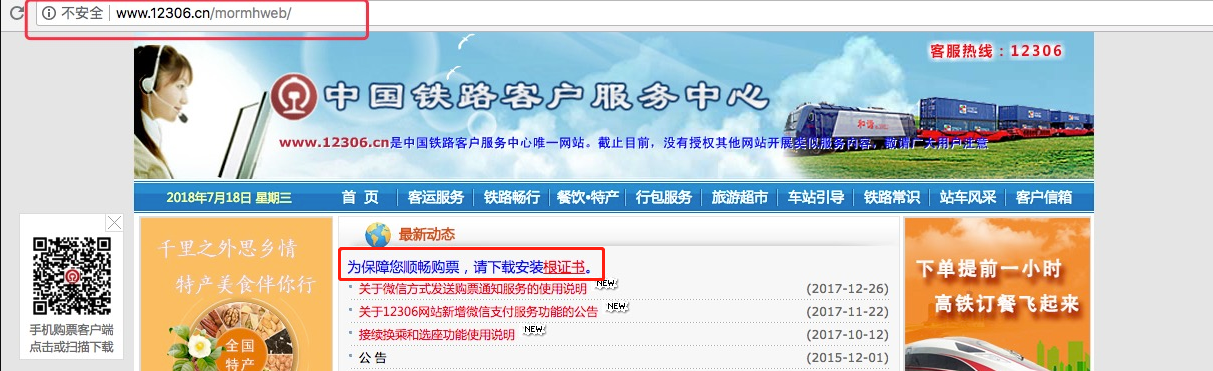 不安全 www.12306.cn/mormhweb/
客服热线：12306
中国铁路客户服务中心
www.12306.cn是中国铁路客户服务中心唯一网站。截止目前，没有授权其他网站开展类似服务内容，敬请广大用户注意
2018年7月18日 星期三 首 页 客运服务 铁路畅行 餐饮•特产 行包服务 旅游超市 车站引导 铁路常识 站车风采 客户信箱
手机购票客户端
点击或扫描下载
千里之外思乡情
特产美食伴你行
全国
特产
最新动态
为保障您顺畅购票，请下载安装根证书。
关于微信方式发送购票通知服务的使用说明 NEW (2017-12-26)
关于12306网站新增微信支付服务功能的公告 NEW (2017-11-22)
接续换乘和选座功能使用说明 NEW (2017-10-12)
公 告 (2015-12-01)
下单提前一小时
高铁订餐飞起来